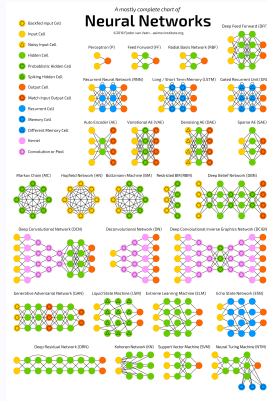 A mostly complete chart of
Neural Networks
©2016 Fjodor van Veen - asimovinstitute.org
Backfed Input Cell
Input Cell
Noisy Input Cell
Hidden Cell
Probabilistic Hidden Cell
Spiking Hidden Cell
Output Cell
Match Input Output Cell
Recurrent Cell
Memory Cell
Different Memory Cell
Kernel
Convolution or Pool
Deep Feed Forward (DFF)
Perceptron (P) Feed Forward (FF) Radial Basis Network (RBF)
Recurrent Neural Network (RNN) Long / Short Term Memory (LSTM) Gated Recurrent Unit (GRU)
Auto Encoder (AE) Variational AE (VAE) Denoising AE (DAE) Sparse AE (SAE)
Markov Chain (MC) Hopfield Network (HN) Boltzmann Machine (BM) Restricted BM (RBM) Deep Belief Network (DBN)
Deep Convolutional Network (DCN) Deconvolutional Network (DN) Deep Convolutional Inverse Graphics Network (DCIGN)
Generative Adversarial Network (GAN) Liquid State Machine (LSM) Extreme Learning Machine (ELM) Echo State Network (ESN)
Deep Residual Network (DRN) Kohonen Network (KN) Support Vector Machine (SVM) Neural Turing Machine (NTM)